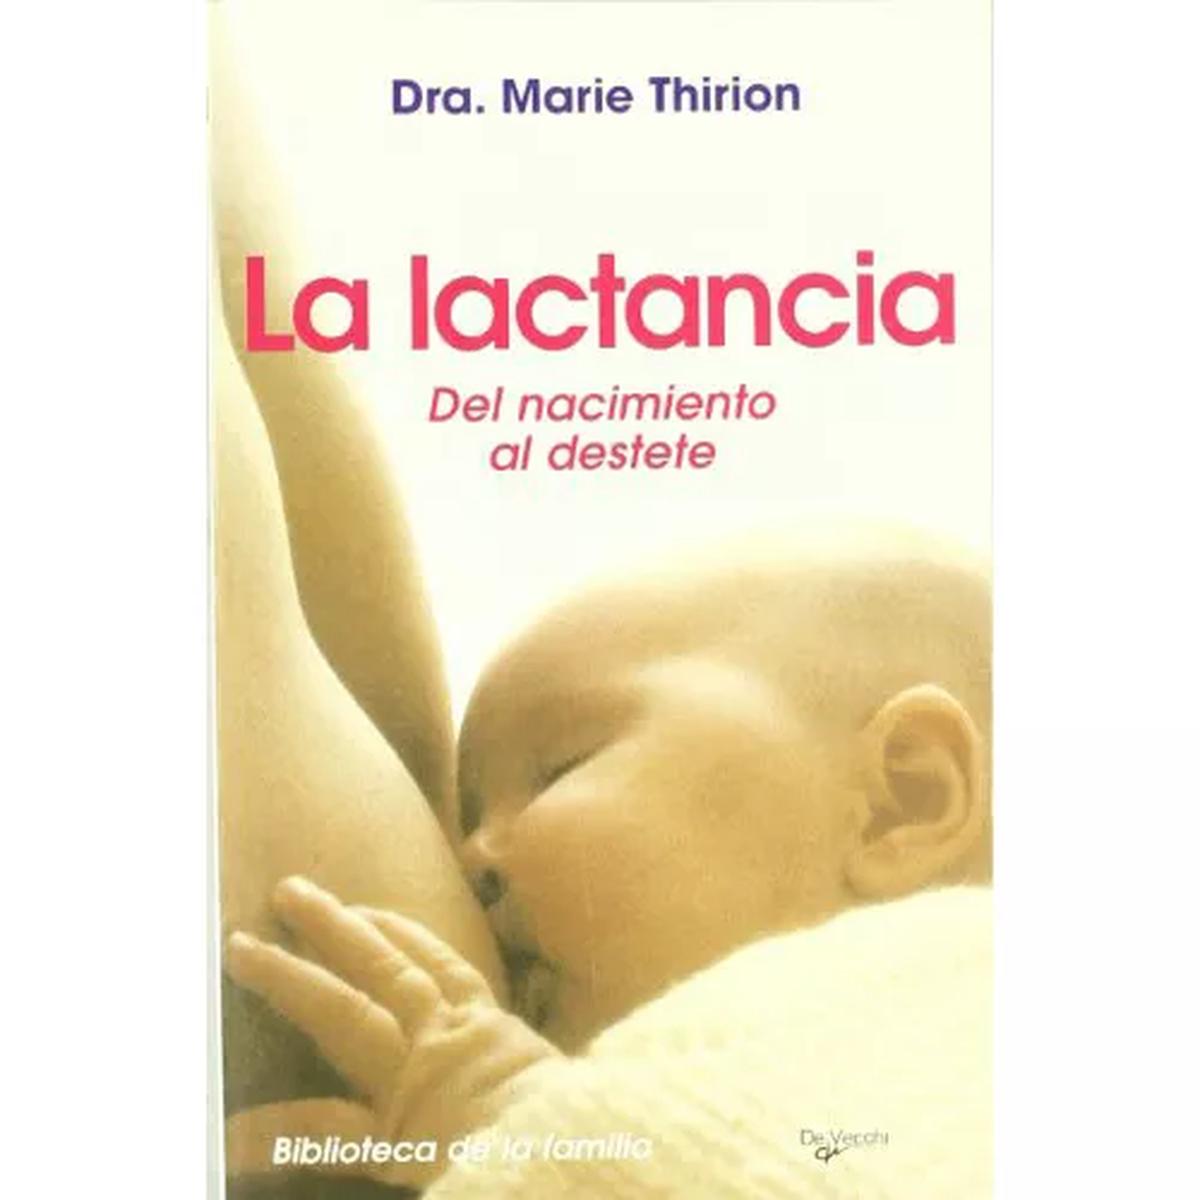 Dra. Marie Thirion
La lactancia
Del nacimiento
al destete
Biblioteca de la familia
De Vecchi